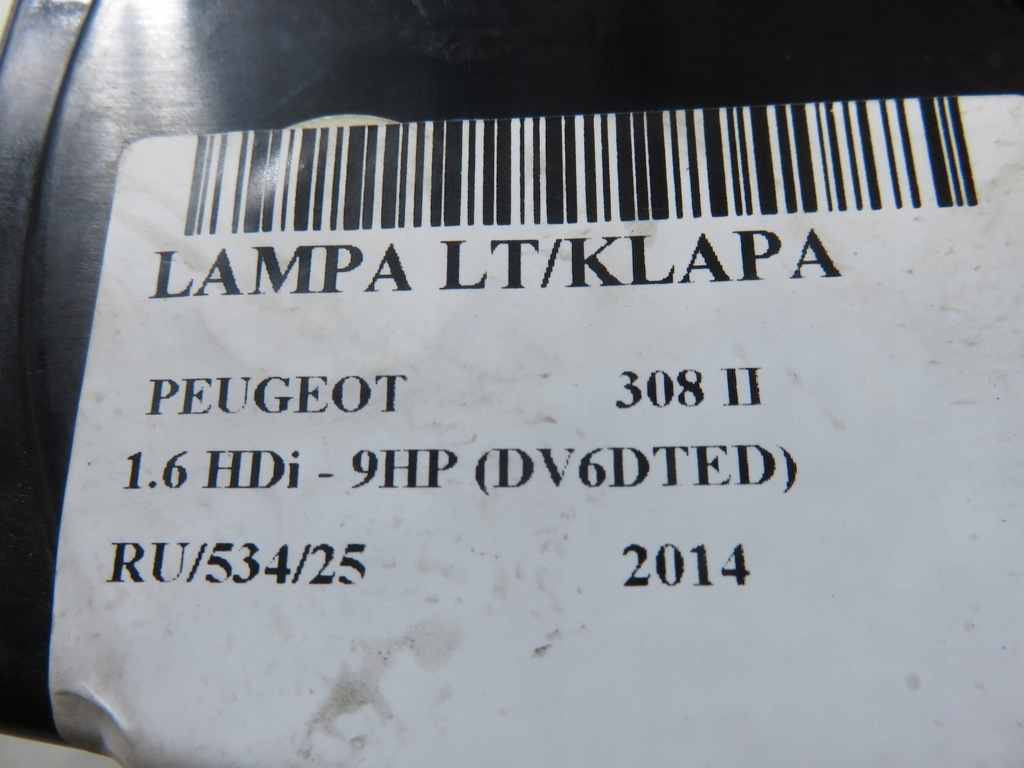 LAMPA LT/KLAPA
PEUGEOT 308 II
1.6 HDi - 9HP (DV6DTED)
RU/534/25 2014